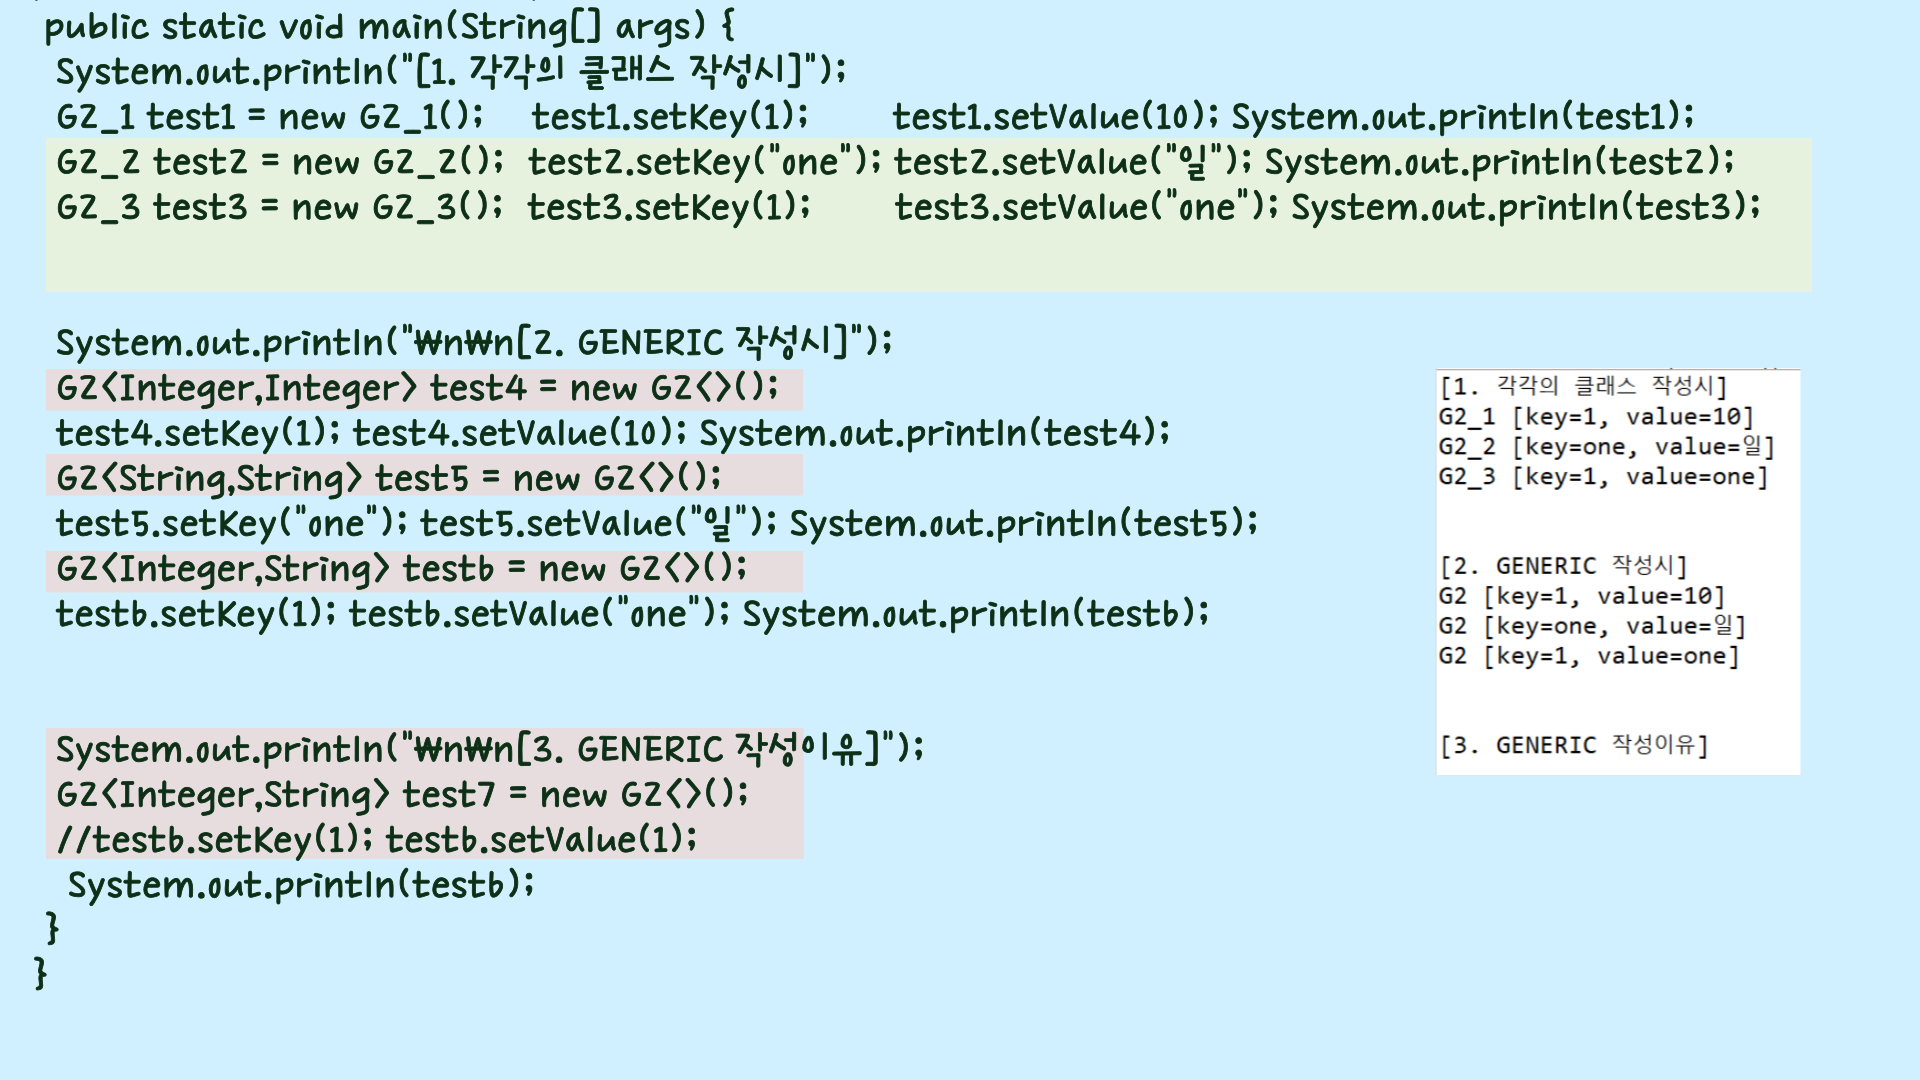 public static void main(String[] args) {
System.out.println("[1. 각각의 클래스 작성시]");
G2_1 test1 = new G2_1(); test1.setKey(1); test1.setValue(10); System.out.println(test1);
G2_2 test2 = new G2_2(); test2.setKey("one"); test2.setValue("일"); System.out.println(test2);
G2_3 test3 = new G2_3(); test3.setKey(1); test3.setValue("one"); System.out.println(test3);
System.out.println("₩n₩n[2. GENERIC 작성시]");
G2<Integer,Integer> test4 = new G2<>();
test4.setKey(1); test4.setValue(10); System.out.println(test4);
G2<String,String> test5 = new G2<>();
test5.setKey("one"); test5.setValue("일"); System.out.println(test5);
G2<Integer,String> test6 = new G2<>();
test6.setKey(1); test6.setValue("one"); System.out.println(test6);
System.out.println("₩n₩n[3. GENERIC 작성이유]");
G2<Integer,String> test7 = new G2<>();
//test6.setKey(1); test6.setValue(1);
System.out.println(test6);
}
}
[1. 각각의 클래스 작성시]
G2_1 [key=1, value=10]
G2_2 [key=one, value=일]
G2_3 [key=1, value=one]
[2. GENERIC 작성시]
G2 [key=1, value=10]
G2 [key=one, value=일]
G2 [key=1, value=one]
[3. GENERIC 작성이유]